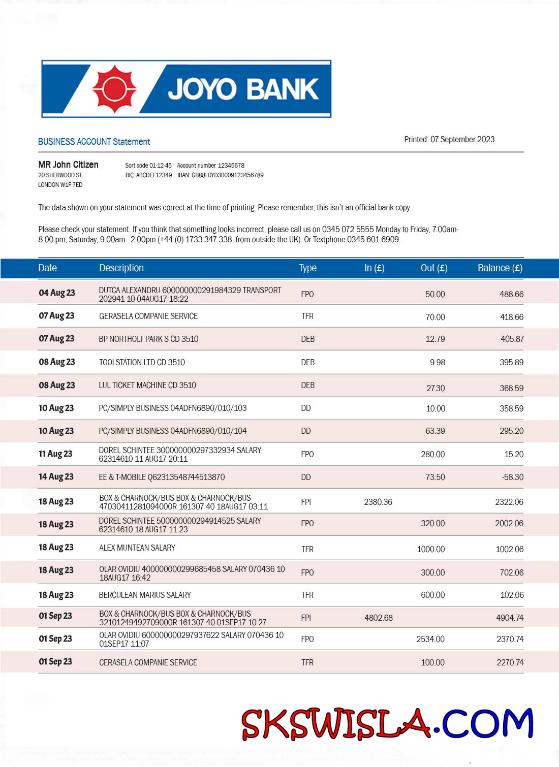 JOYO BANK
BUSINESS ACCOUNT Statement
Printed: 07 September 2023
MR John Citizen
Sort code 01-12-45 Account number 12345678
20 SHERWOOD ST
LONDON W1F 7ED
The data shown on your statement was correct at the time of printing. Please remember, this isn't an official bank copy.
Please check your statement. If you think that something looks incorrect, please call us on 0345 072 5555 Monday to Friday, 7.00am-
8.00 pm, Saturday, 9.00am - 2.00pm (+44 (0) 1733 347 338, from outside the UK). Or Textphone 0345 601 6909
Date Description Type In (£) Out (£) Balance (£)
04 Aug 23 DUTCA ALEXANDRU 600000000291984329 TRANSPORT FPO 50.00 488.66
202941 10 04AUG17 18:22
07 Aug 23 GERASELA COMPANIE SERVICE TFR 70.00 418.66
07 Aug 23 BP NORTHOLT PARK S CD 3510 DEB 12.79 405.87
08 Aug 23 TOOLSTATION LTD CD 3510 DEB 9.98 395.89
08 Aug 23 LUL TICKET MACHINE CD 3510 DEB 27.30 368.59
10 Aug 23 PC/SIMPLY BUSINESS 04ADFN6890/010/103 DD 10.00 358.59
10 Aug 23 PC/SIMPLY BUSINESS 04ADFN6890/010/104 DD 63.39 295.20
11 Aug 23 DOREL SCHINTEE 300000000297332934 SALARY FPO 280.00 15.20
62314610 11 AUG17 20:11
14 Aug 23 EE & T-MOBILE Q62313548744513870 DD 73.50 -58.30
18 Aug 23 BOX & CHARNOCK/BUS BOX & CHARNOCK/BUS FPI 2380.36 2322.06
4703041128109400​0R 161307 40 18AUG17 03:11
18 Aug 23 DOREL SCHINTEE 500000000294914525 SALARY FPO 320.00 2002.06
62314610 18 AUG17 11:23
18 Aug 23 ALEX MUNTEAN SALARY TFR 1000.00 1002.06
18 Aug 23 OLAR OVIDIU 400000000299685458 SALARY 070436 10 FPO 300.00 702.06
18AUG17 16:42
18 Aug 23 BERCULEAN MARIUS SALARY TFR 600.00 102.06
01 Sep 23 BOX & CHARNOCK/BUS BOX & CHARNOCK/BUS FPI 4802.68 4904.74
32101249492709000R 161307 40 01SEP17 10:27
01 Sep 23 OLAR OVIDIU 600000000297937622 SALARY 070436 10 FPO 2534.00 2370.74
01SEP17 11:07
01 Sep 23 CERASELA COMPANIE SERVICE TFR 100.00 2270.74
SKSWISLA.COM